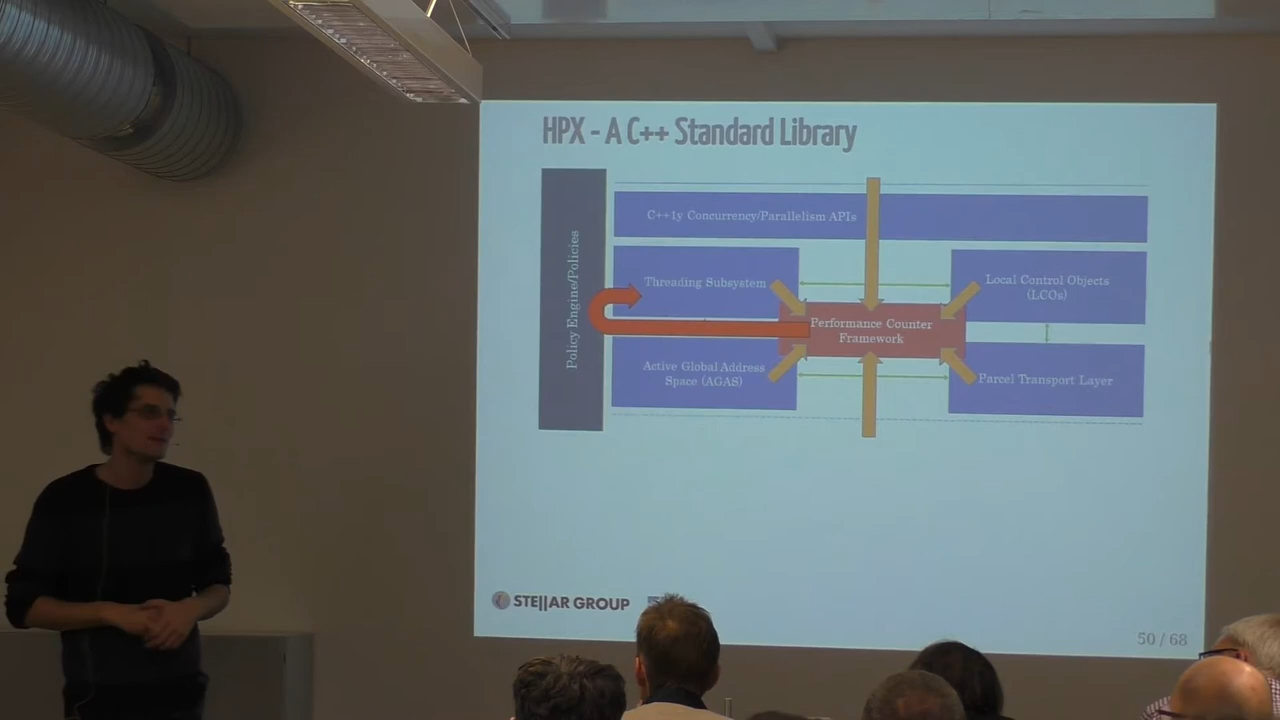 HPX - A C++ Standard Library
Policy Engine/Policies
C++1y Concurrency/Parallelism APIs
Threading Subsystem
Local Control Objects
(LCOs)
Performance Counter
Framework
Active Global Address
Space (AGAS)
Parcel Transport Layer
STE||AR GROUP
50 / 68